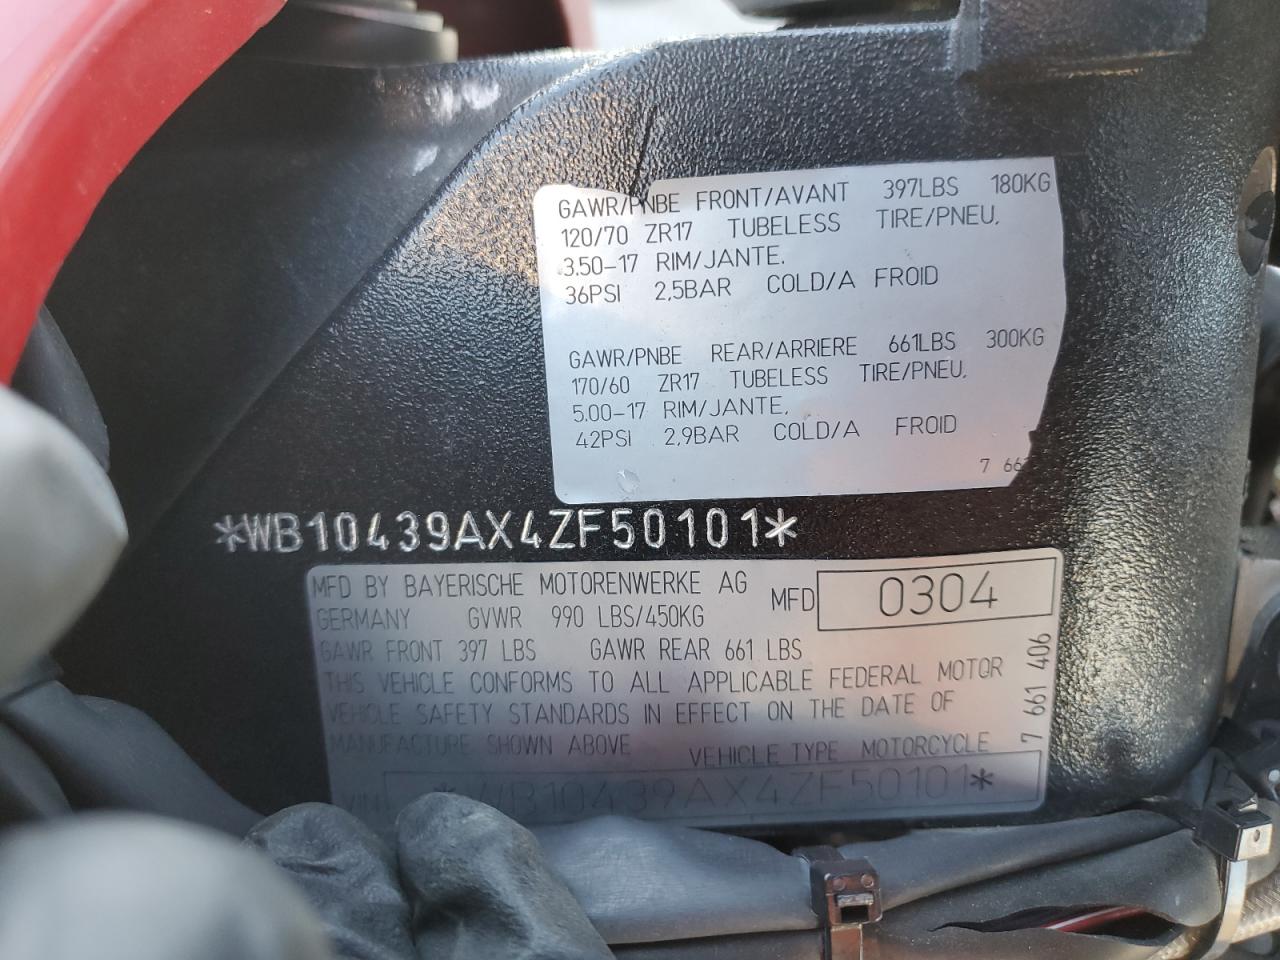 GAWR/PNBE FRONT/AVANT 397LBS 180KG
120/70 ZR17 TUBELESS TIRE/PNEU.
3.50-17 RIM/JANTE.
36PSI 2,5BAR COLD/A FROID
GAWR/PNBE REAR/ARRIERE 661LBS 300KG
170/60 ZR17 TUBELESS TIRE/PNEU.
5.00-17 RIM/JANTE.
42PSI 2,9BAR COLD/A FROID
7 661
*WB10439AX4ZF50101*
MFD BY BAYERISCHE MOTORENWERKE AG MFD 0304
GERMANY GVWR 990 LBS/450KG
GAWR FRONT 397 LBS GAWR REAR 661 LBS
THIS VEHICLE CONFORMS TO ALL APPLICABLE FEDERAL MOTOR
VEHICLE SAFETY STANDARDS IN EFFECT ON THE DATE OF
MANUFACTURE SHOWN ABOVE VEHICLE TYPE MOTORCYCLE
VIN *WB10439AX4ZF50101*
7 661 406